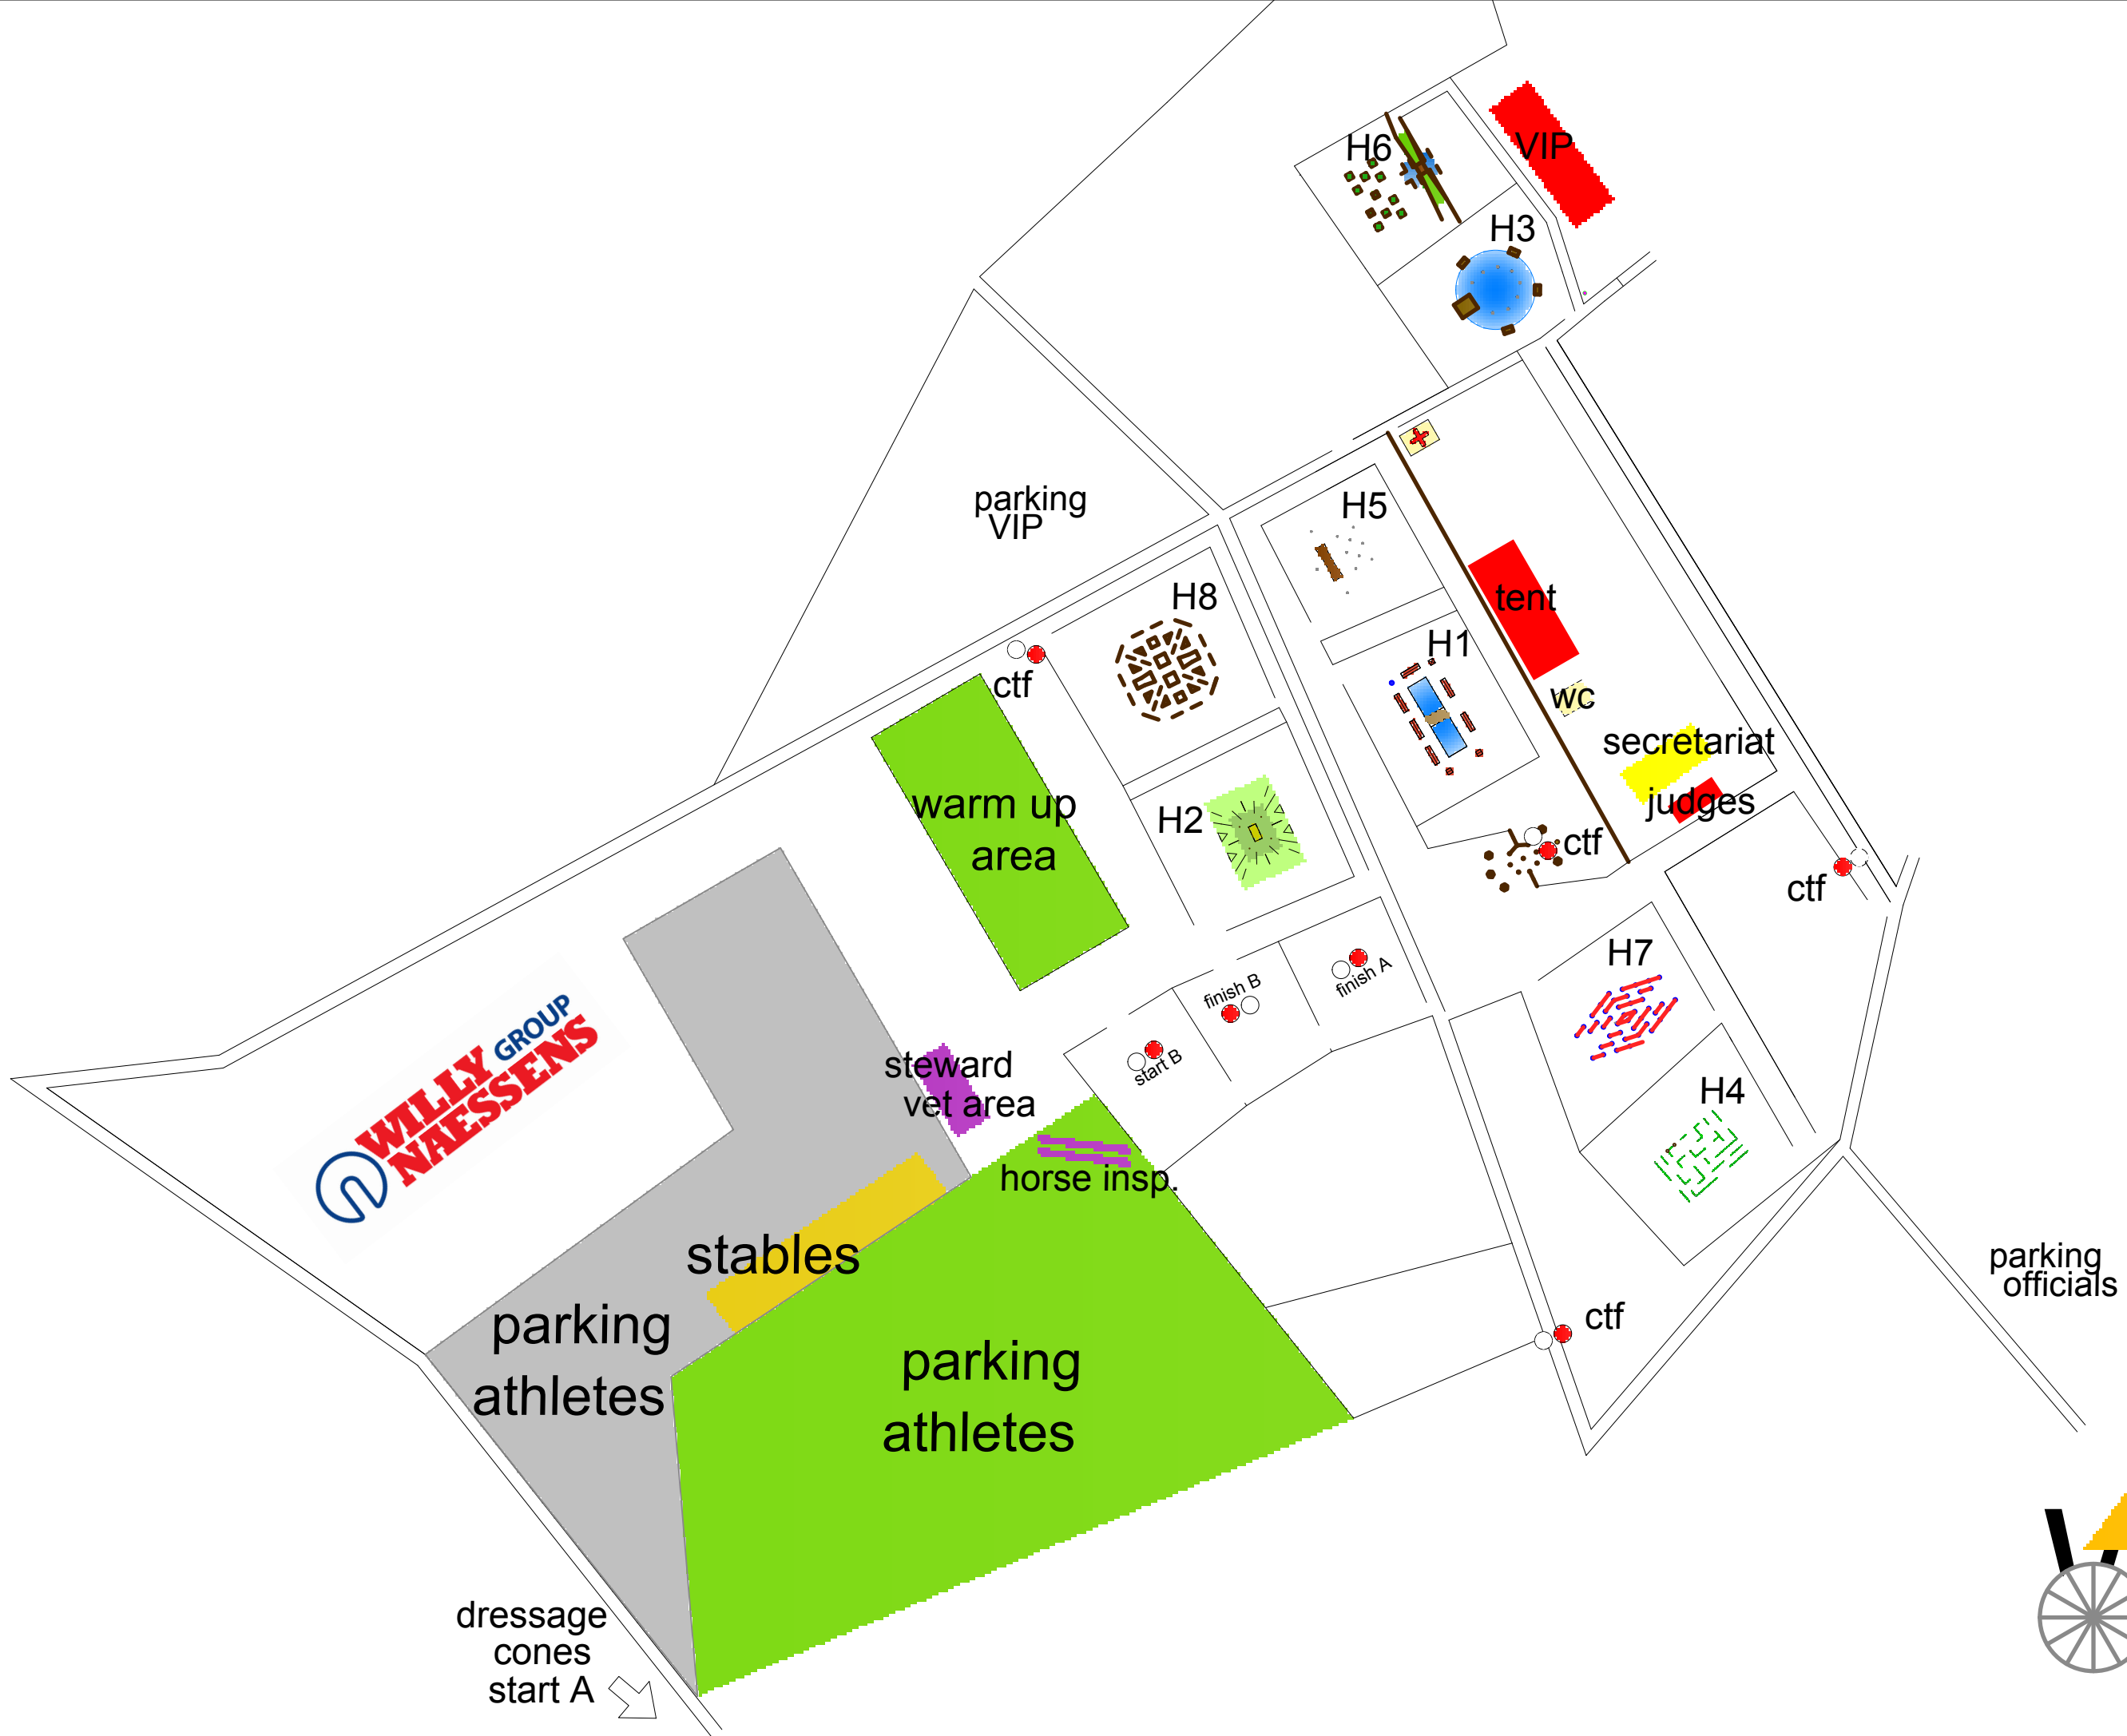 H6
VIP
H3
parking
VIP
H5
H8
tent
H1
ctf
wc
secretariat
warm up
area
H2
judges
ctf
ctf
H7
finish B
finish A
GROUP
WILLY
NAESSENS
steward
vet area
start B
H4
horse insp.
stables
parking
officials
parking
athletes
parking
athletes
ctf
dressage
cones
start A